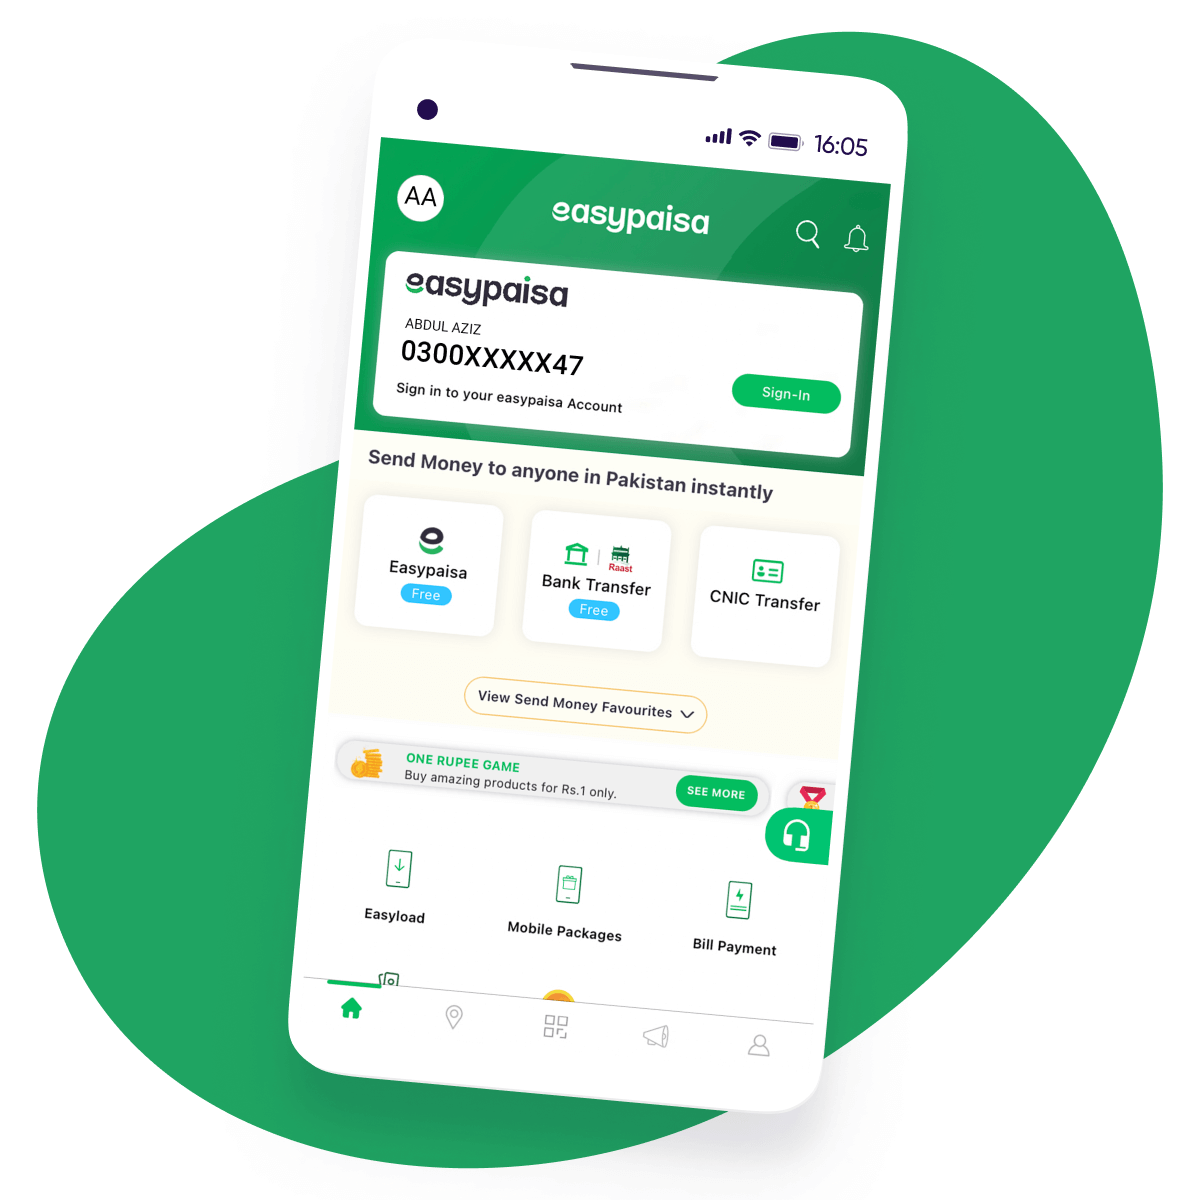 16:05
AA
easypaisa
easypaisa
ABDUL AZIZ
0300XXXXX47
Sign in to your easypaisa Account
Sign-In
Send Money to anyone in Pakistan instantly
Easypaisa
Free
Raast
Bank Transfer
Free
CNIC Transfer
View Send Money Favourites
ONE RUPEE GAME
Buy amazing products for Rs.1 only.
SEE MORE
Easyload
Mobile Packages
Bill Payment